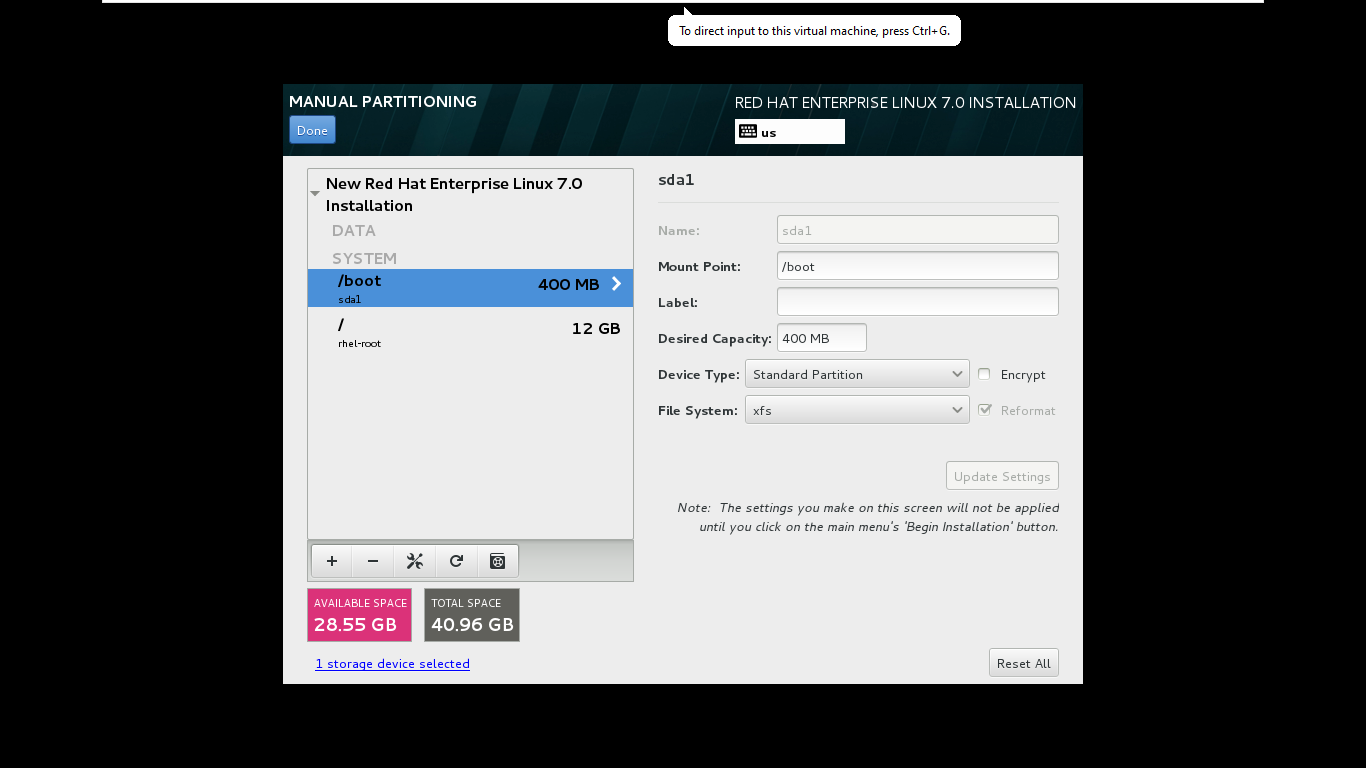 To direct input to this virtual machine, press Ctrl+G.
MANUAL PARTITIONING
RED HAT ENTERPRISE LINUX 7.0 INSTALLATION
Done
us
New Red Hat Enterprise Linux 7.0
Installation
DATA
SYSTEM
/boot 400 MB
sda1
/ 12 GB
rhel-root
AVAILABLE SPACE
28.55 GB
TOTAL SPACE
40.96 GB
1 storage device selected
sda1
Name: sda1
Mount Point: /boot
Label:
Desired Capacity: 400 MB
Device Type: Standard Partition Encrypt
File System: xfs Reformat
Update Settings
Note: The settings you make on this screen will not be applied
until you click on the main menu's 'Begin Installation' button.
Reset All